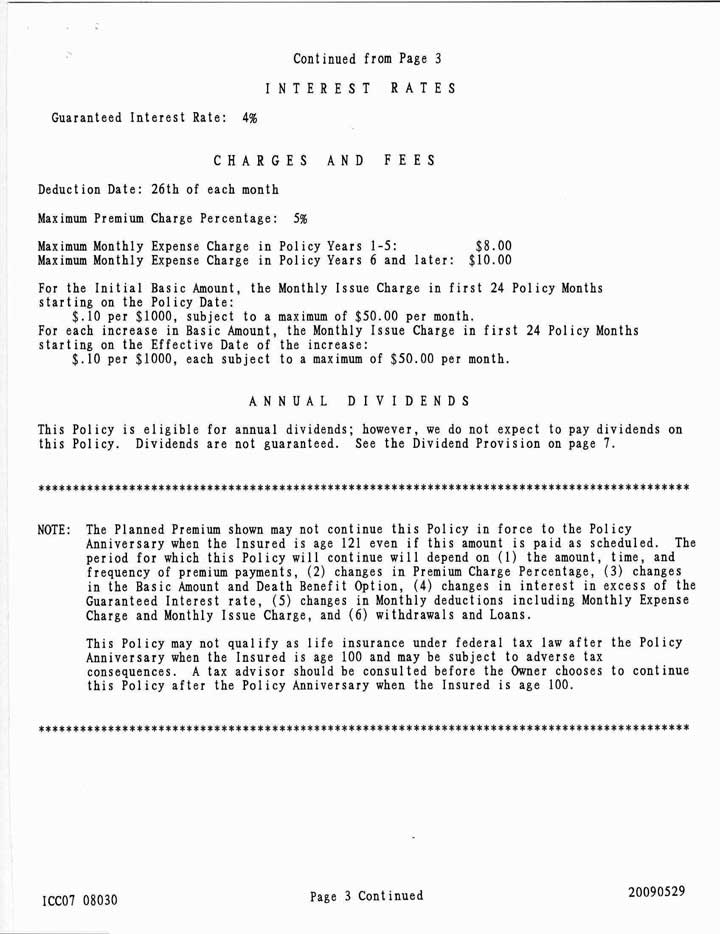 Continued from Page 3
INTEREST RATES
Guaranteed Interest Rate: 4%
CHARGES AND FEES
Deduction Date: 26th of each month
Maximum Premium Charge Percentage: 5%
Maximum Monthly Expense Charge in Policy Years 1-5: $8.00
Maximum Monthly Expense Charge in Policy Years 6 and later: $10.00
For the Initial Basic Amount, the Monthly Issue Charge in first 24 Policy Months
starting on the Policy Date:
$.10 per $1000, subject to a maximum of $50.00 per month.
For each increase in Basic Amount, the Monthly Issue Charge in first 24 Policy Months
starting on the Effective Date of the increase:
$.10 per $1000, each subject to a maximum of $50.00 per month.
ANNUAL DIVIDENDS
This Policy is eligible for annual dividends; however, we do not expect to pay dividends on
this Policy. Dividends are not guaranteed. See the Dividend Provision on page 7.
********************************************************************************************
NOTE: The Planned Premium shown may not continue this Policy in force to the Policy
Anniversary when the Insured is age 121 even if this amount is paid as scheduled. The
period for which this Policy will continue will depend on (1) the amount, time, and
frequency of premium payments, (2) changes in Premium Charge Percentage, (3) changes
in the Basic Amount and Death Benefit Option, (4) changes in interest in excess of the
Guaranteed Interest rate, (5) changes in Monthly deductions including Monthly Expense
Charge and Monthly Issue Charge, and (6) withdrawals and Loans.
This Policy may not qualify as life insurance under federal tax law after the Policy
Anniversary when the Insured is age 100 and may be subject to adverse tax
consequences. A tax advisor should be consulted before the Owner chooses to continue
this Policy after the Policy Anniversary when the Insured is age 100.
********************************************************************************************
ICC07 08030
Page 3 Continued
20090529